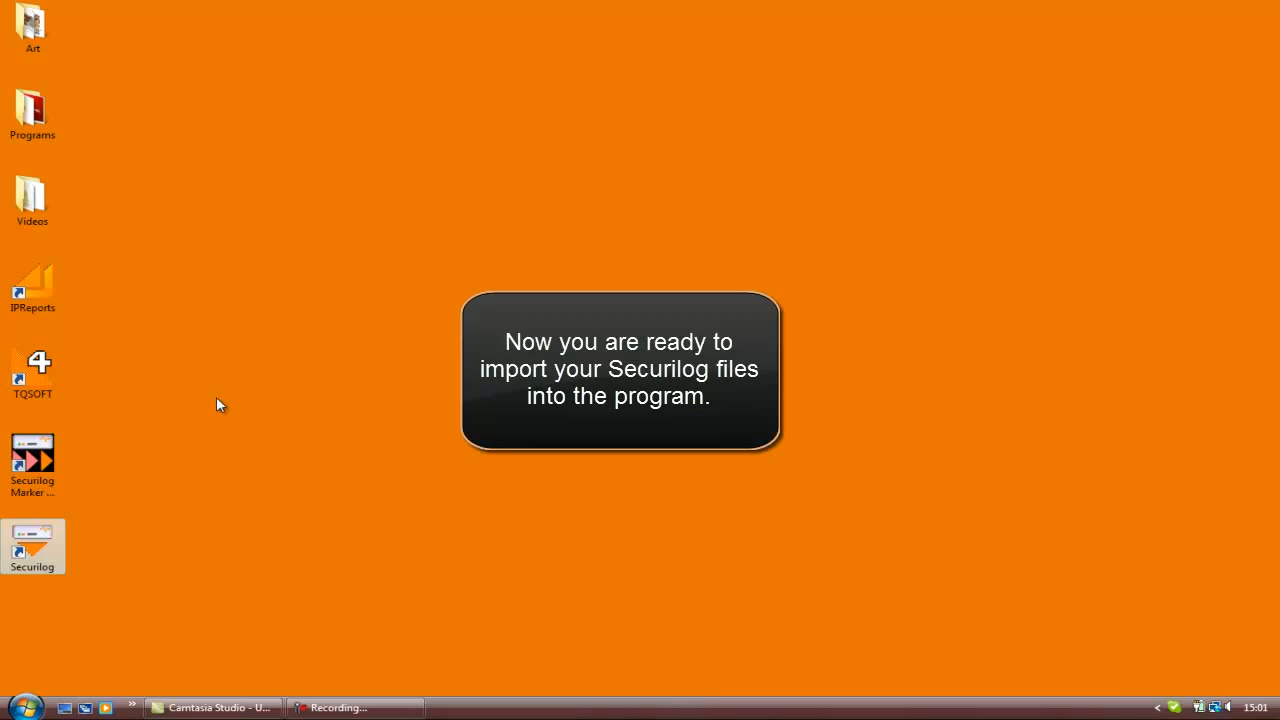 Art
Programs
Videos
IPReports
4
TQSOFT
Securilog
Marker ...
Securilog
Now you are ready to
import your Securilog files
into the program.
Camtasia Studio - U...
Recording...
15:01